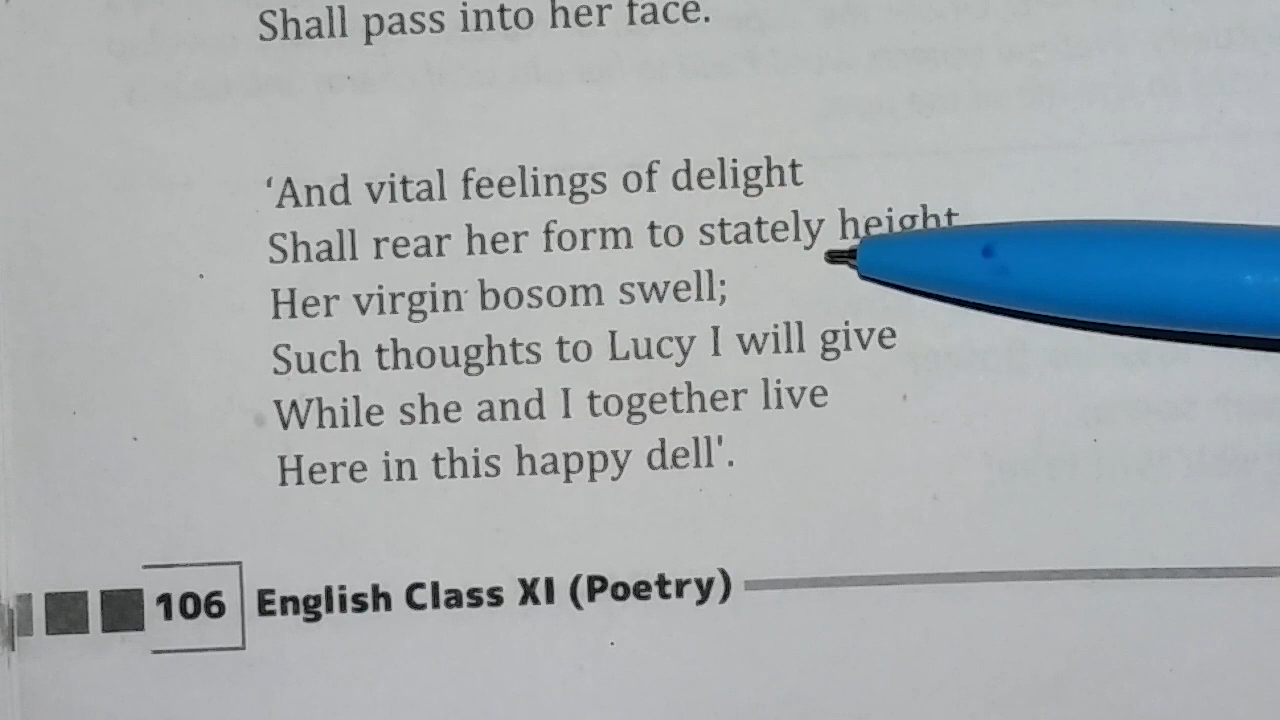 Shall pass into her face.
‘And vital feelings of delight
Shall rear her form to stately height
Her virgin bosom swell;
Such thoughts to Lucy I will give
While she and I together live
Here in this happy dell'.
106 English Class XI (Poetry)